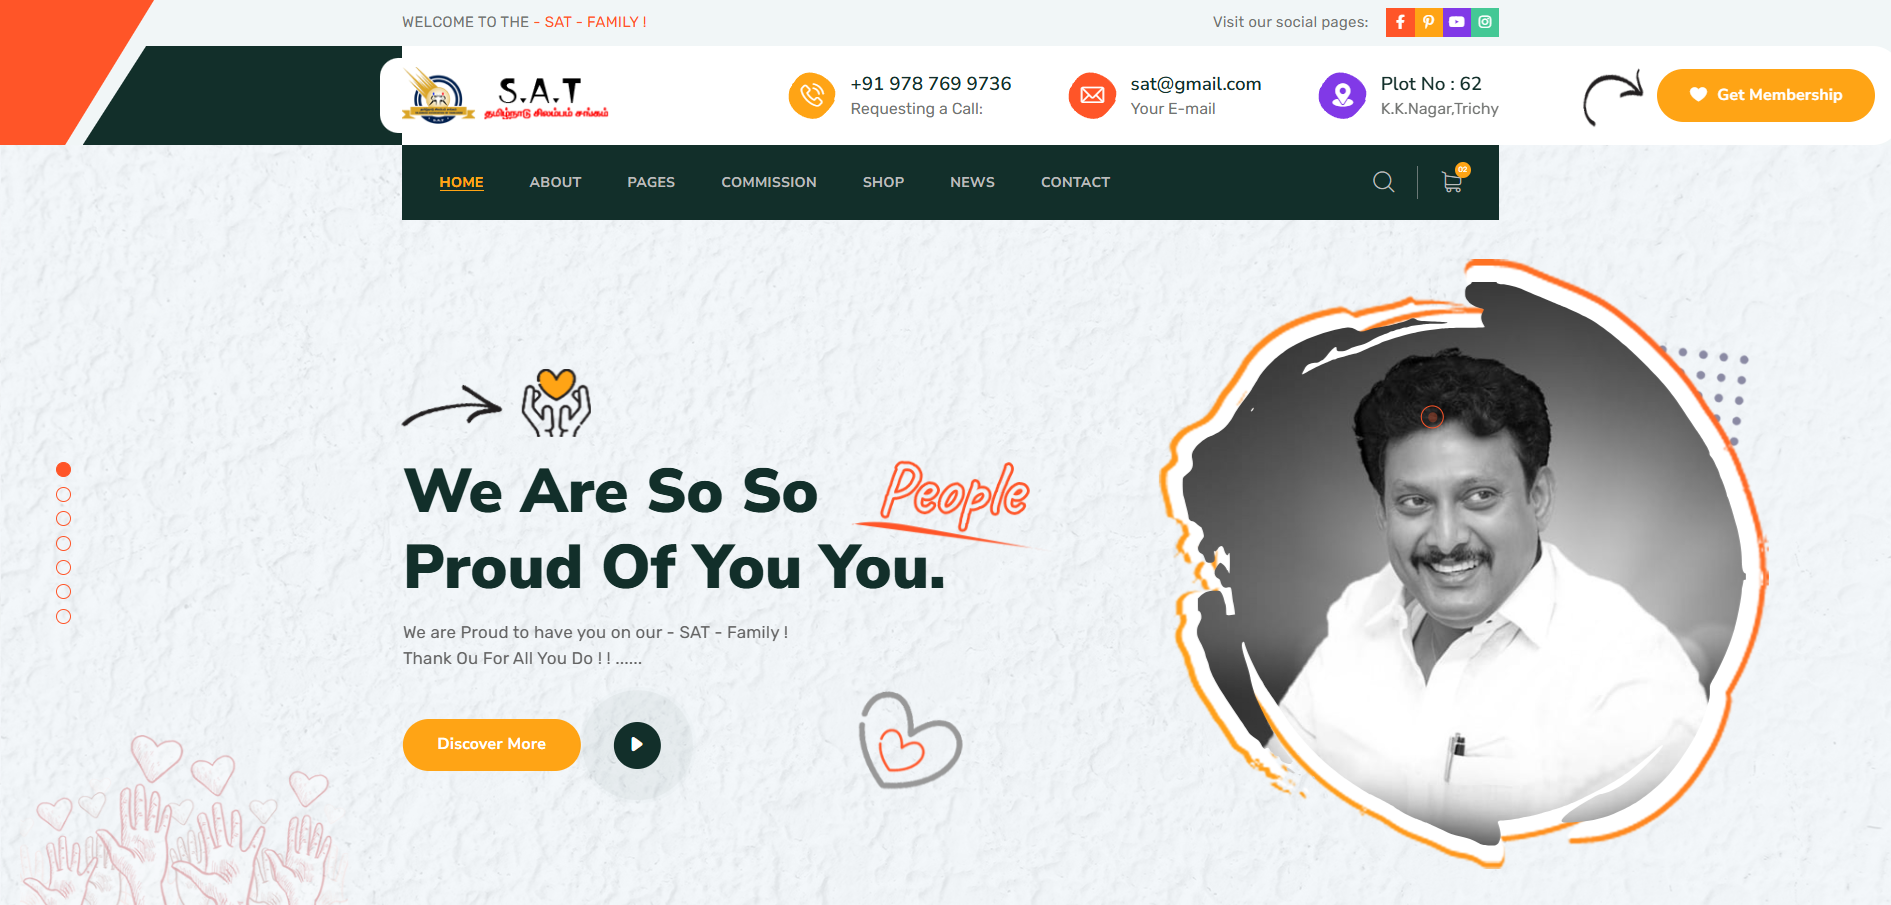 WELCOME TO THE - SAT - FAMILY !
Visit our social pages:
S.A.T
தமிழ்நாடு சிலம்பம் சங்கம்
+91 978 769 9736
Requesting a Call:
sat@gmail.com
Your E-mail
Plot No : 62
K.K.Nagar,Trichy
Get Membership
HOME ABOUT PAGES COMMISSION SHOP NEWS CONTACT
02
We Are So So People
Proud Of You You.
We are Proud to have you on our - SAT - Family !
Thank Ou For All You Do ! ! ......
Discover More